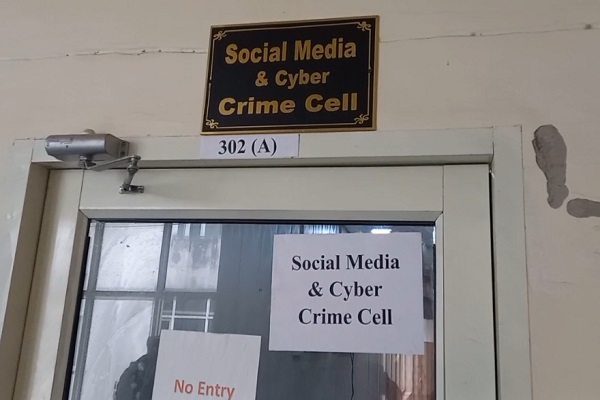 Social Media
& Cyber
Crime Cell
302 (A)
Social Media
& Cyber
Crime Cell
No Entry